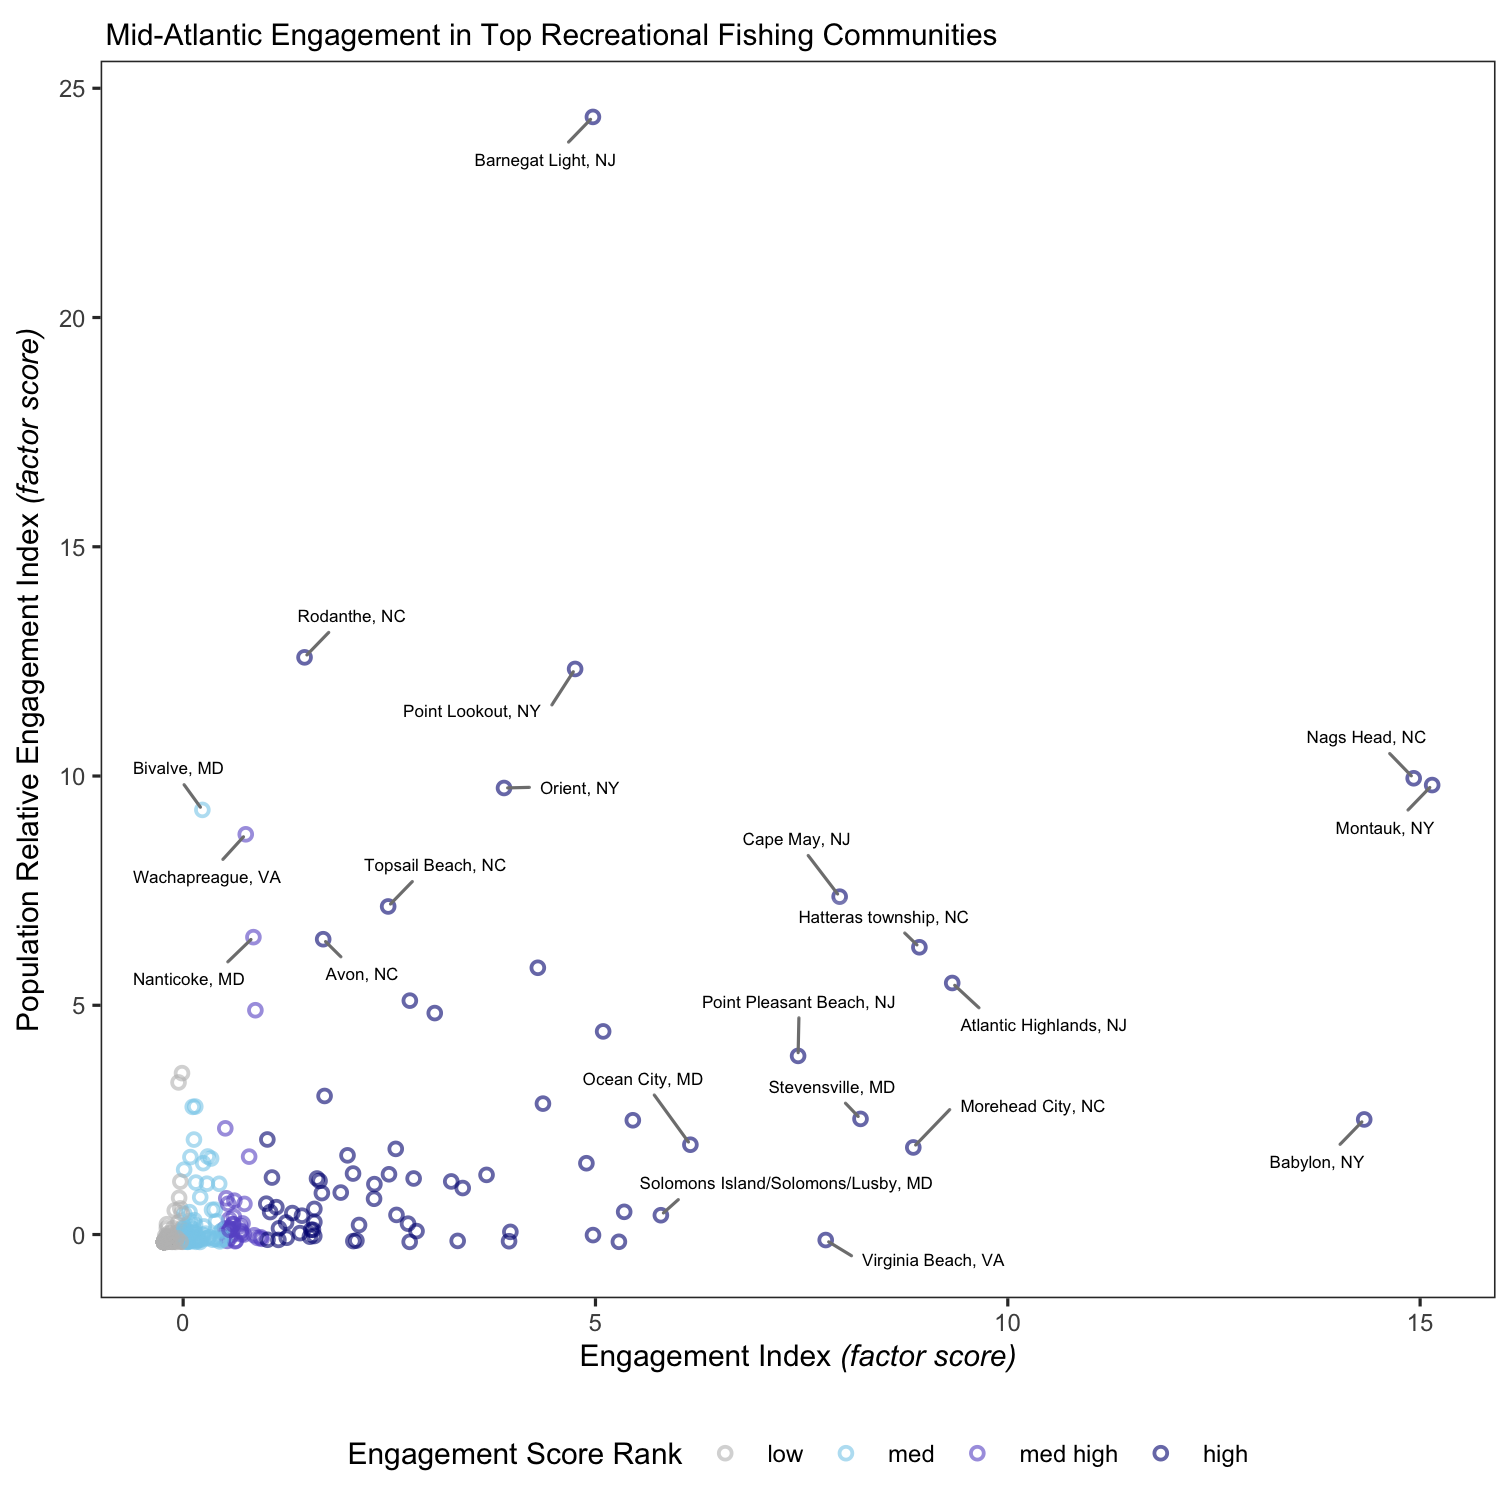 Mid-Atlantic Engagement in Top Recreational Fishing Communities
Population Relative Engagement Index (factor score)
25
20
15
10
5
0
Barnegat Light, NJ
Rodanthe, NC
Point Lookout, NY
Nags Head, NC
Bivalve, MD
Orient, NY
Montauk, NY
Cape May, NJ
Topsail Beach, NC
Wachapreague, VA
Hatteras township, NC
Avon, NC
Nanticoke, MD
Point Pleasant Beach, NJ
Atlantic Highlands, NJ
Ocean City, MD
Stevensville, MD
Morehead City, NC
Babylon, NY
Solomons Island/Solomons/Lusby, MD
Virginia Beach, VA
0 5 10 15
Engagement Index (factor score)
Engagement Score Rank low med med high high